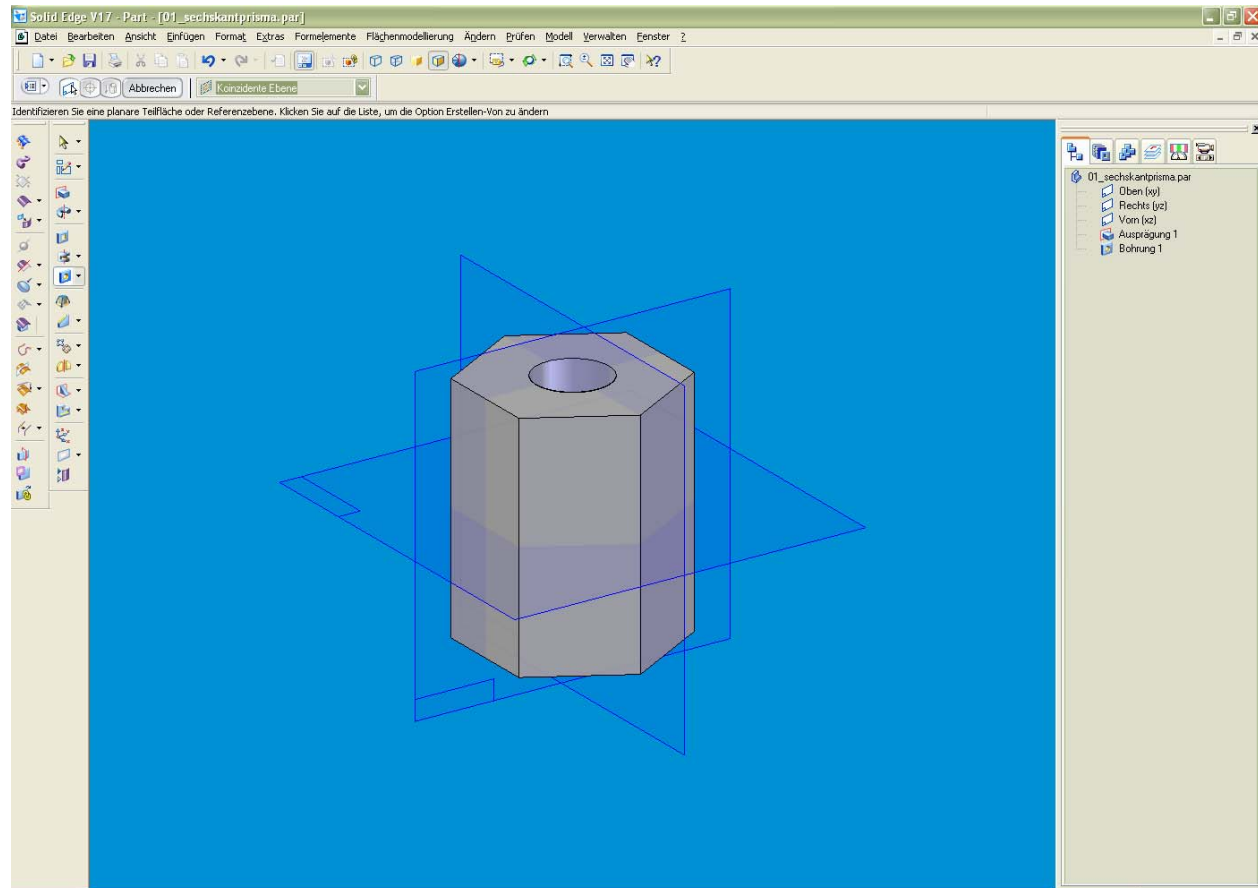 Solid Edge V17 - Part - [01_sechskantprisma.par]
Datei Bearbeiten Ansicht Einfügen Format Extras Formelemente Flächenmodellierung Ändern Prüfen Modell Verwalten Fenster ?
Abbrechen Koinzidente Ebene
Identifizieren Sie eine planare Teilfläche oder Referenzebene. Klicken Sie auf die Liste, um die Option Erstellen-Von zu ändern
01_sechskantprisma.par
Oben (xy)
Rechts (yz)
Vorn (xz)
Ausprägung 1
Bohrung 1